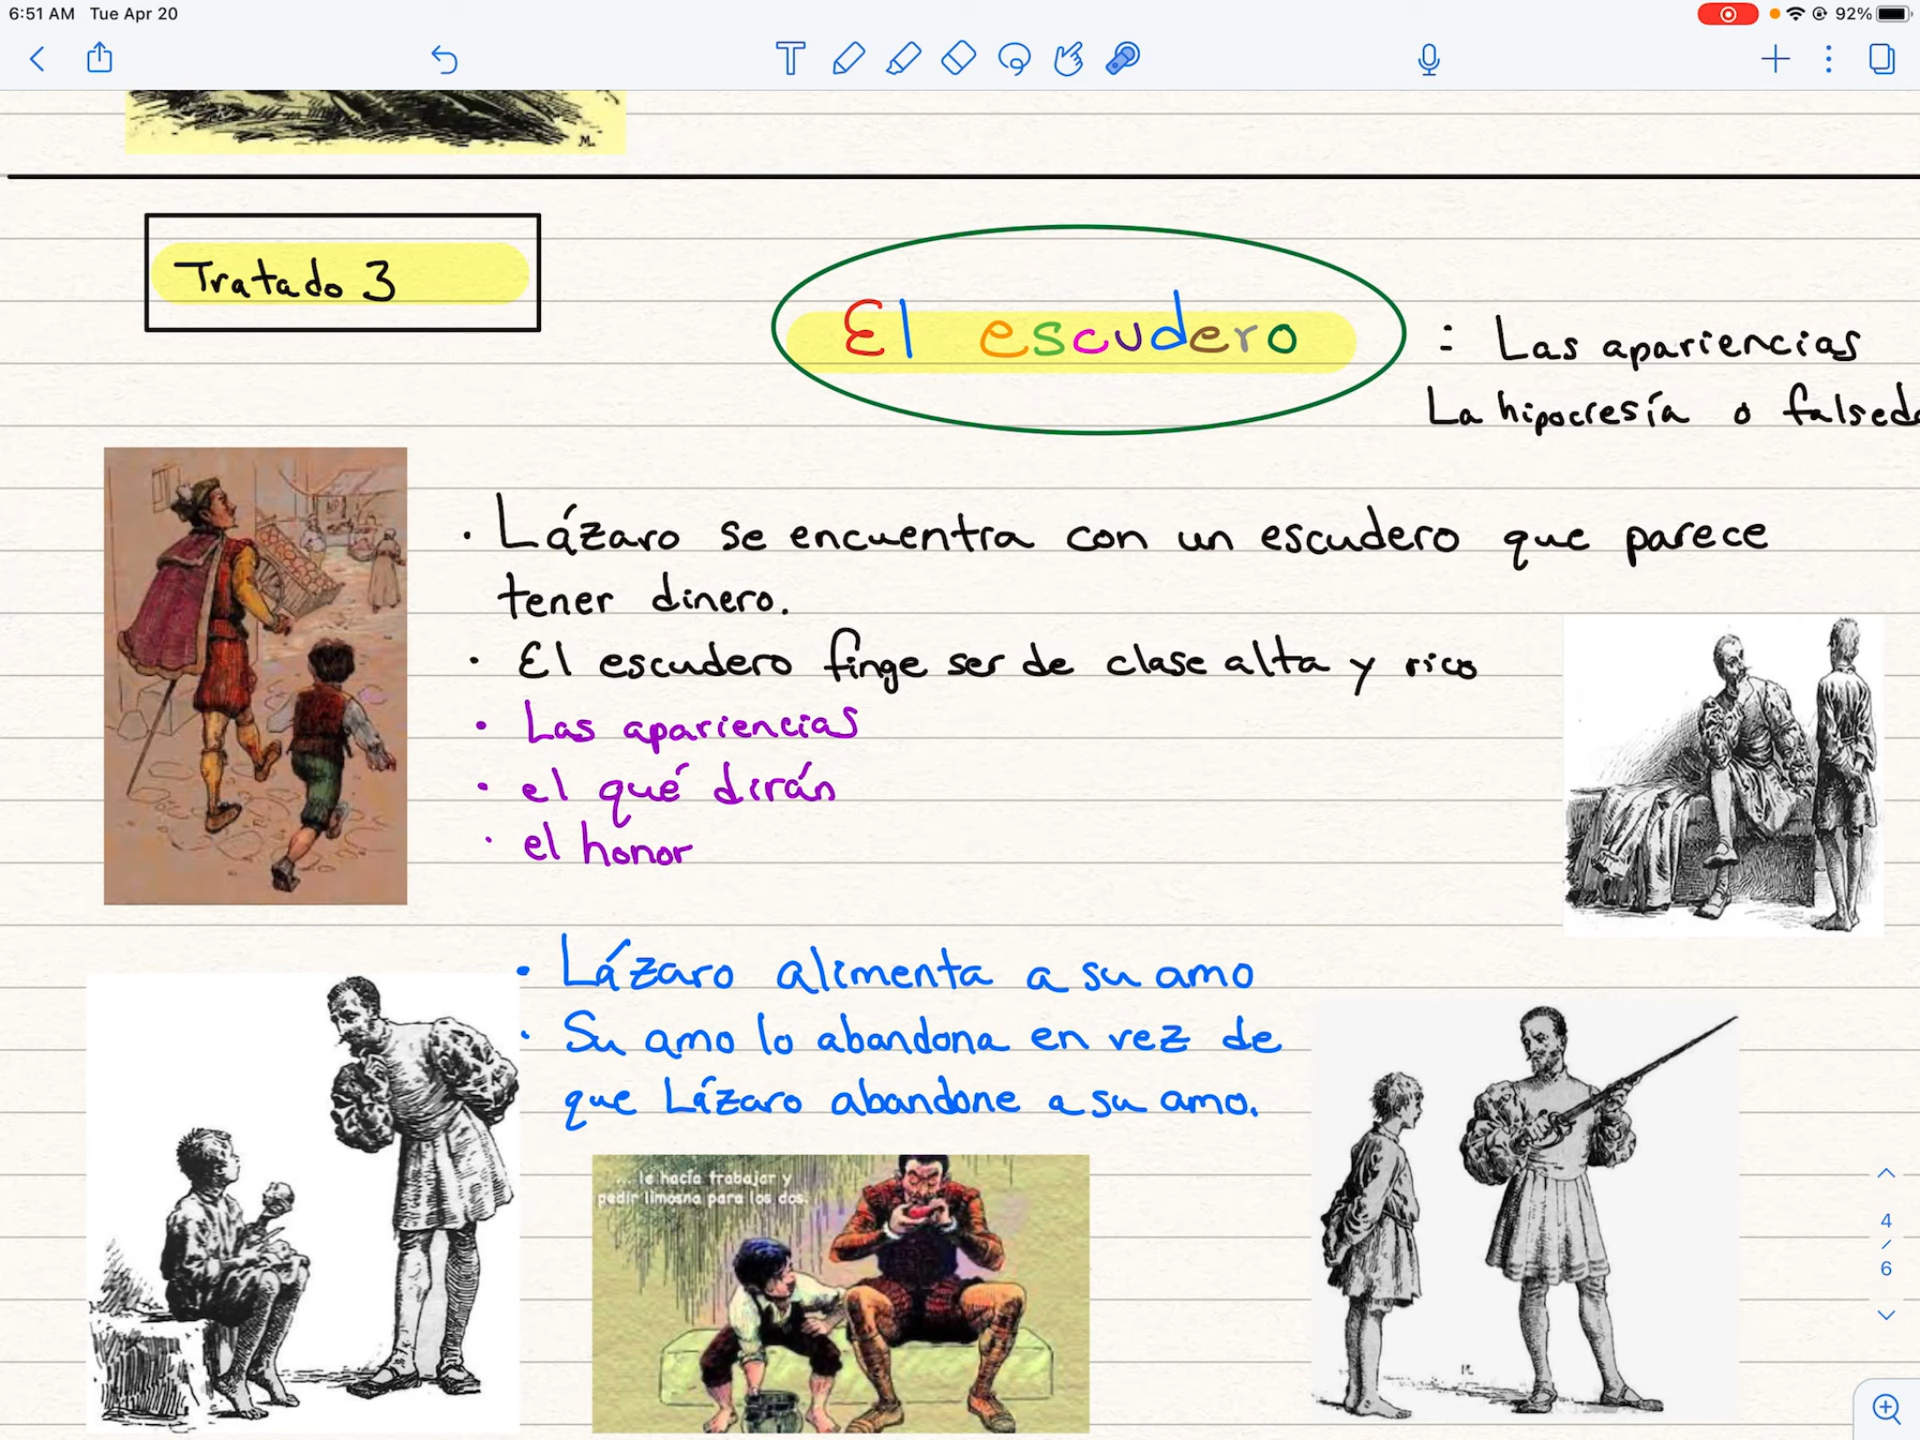 6:51 AM Tue Apr 20
92%
M.
Tratado 3
El escudero
: Las apariencias
La hipocresía o falsed
· Lázaro se encuentra con un escudero que parece
tener dinero.
· El escudero finge ser de clase alta y rico
· Las apariencias
· el qué dirán
· el honor
· Lázaro alimenta a su amo
· Su amo lo abandona en vez de
que Lázaro abandone a su amo.
... le hacía trabajar y
pedir limosna para los dos.
4
/
6